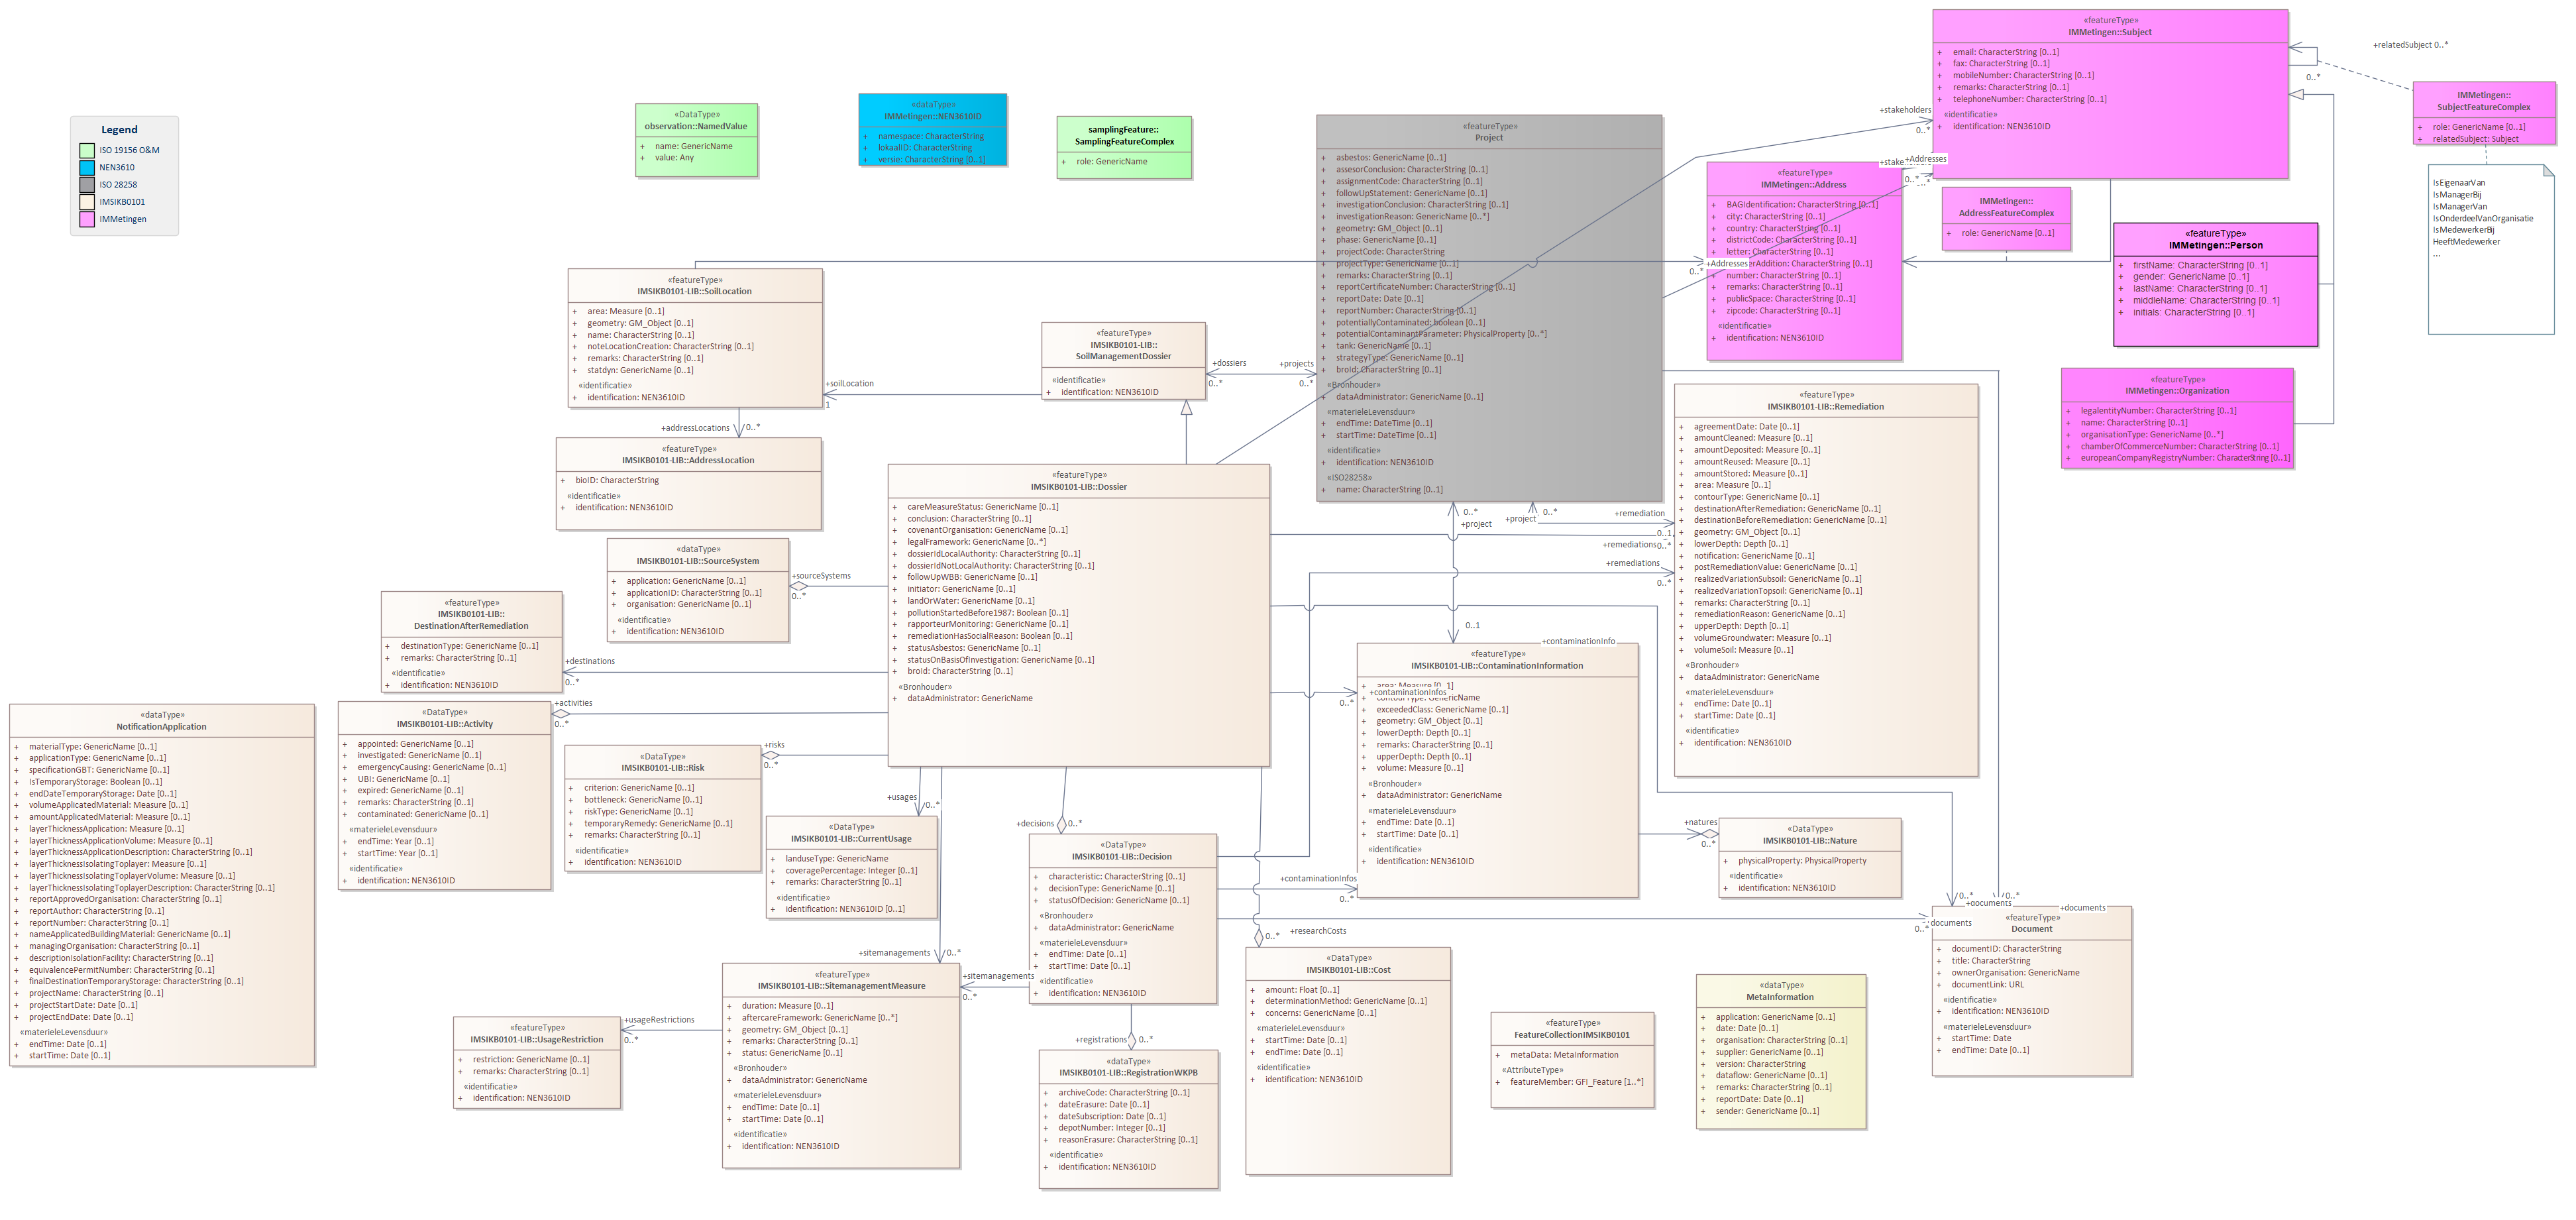 Legend
ISO 19156 O&M
NEN3610
ISO 28258
IMSIKB0101
IMMetingen
«DataType»
observation::NamedValue
+ name: GenericName
+ value: Any
«dataType»
IMMetingen::NEN3610ID
+ namespace: CharacterString
+ lokaalID: CharacterString
+ versie: CharacterString [0..1]
samplingFeature::
SamplingFeatureComplex
+ role: GenericName
«featureType»
Project
+ asbestos: GenericName [0..1]
+ assesorConclusion: CharacterString [0..1]
+ assignmentCode: CharacterString [0..1]
+ followUpStatement: GenericName [0..1]
+ investigationConclusion: CharacterString [0..1]
+ investigationReason: GenericName [0..*]
+ geometry: GM_Object [0..1]
+ phase: GenericName [0..1]
+ projectCode: CharacterString
+ projectType: GenericName [0..1]
+ remarks: CharacterString [0..1]
+ reportCertificateNumber: CharacterString [0..1]
+ reportDate: Date [0..1]
+ reportNumber: CharacterString [0..1]
+ potentiallyContaminated: boolean [0..1]
+ potentialContaminantParameter: PhysicalProperty [0..*]
+ tank: GenericName [0..1]
+ strategyType: GenericName [0..1]
+ broId: CharacterString [0..1]
«Bronhouder»
+ dataAdministrator: GenericName [0..1]
«materieleLevensduur»
+ endTime: DateTime [0..1]
+ startTime: DateTime [0..1]
«identificatie»
+ identification: NEN3610ID
«ISO28258»
+ name: CharacterString [0..1]
«featureType»
IMMetingen::Subject
+ email: CharacterString [0..1]
+ fax: CharacterString [0..1]
+ mobileNumber: CharacterString [0..1]
+ remarks: CharacterString [0..1]
+ telephoneNumber: CharacterString [0..1]
«identificatie»
+ identification: NEN3610ID
+relatedSubject 0..*
0..*
IMMetingen::
SubjectFeatureComplex
+ role: GenericName [0..1]
+ relatedSubject: Subject
IsEigenaarVan
IsManagerBij
IsManagerVan
IsOnderdeelVanOrganisatie
IsMedewerkerBij
HeeftMedewerker
...
+stakeholders
0..*
+Addresses
«featureType»
IMMetingen::Address
+ BAGIdentification: CharacterString [0..1]
+ city: CharacterString [0..1]
+ country: CharacterString [0..1]
+ districtCode: CharacterString [0..1]
+ letter: CharacterString [0..1]
+Addresses
0..*
+ number: CharacterString [0..1]
+ remarks: CharacterString [0..1]
+ publicSpace: CharacterString [0..1]
+ zipcode: CharacterString [0..1]
«identificatie»
+ identification: NEN3610ID
IMMetingen::
AddressFeatureComplex
+ role: GenericName [0..1]
«featureType»
IMMetingen::Person
+ firstName: CharacterString [0..1]
+ gender: GenericName [0..1]
+ lastName: CharacterString [0..1]
+ middleName: CharacterString [0..1]
+ initials: CharacterString [0..1]
«featureType»
IMMetingen::Organization
+ legalentityNumber: CharacterString [0..1]
+ name: CharacterString [0..1]
+ organisationType: GenericName [0..*]
+ chamberOfCommerceNumber: CharacterString [0..1]
+ europeanCompanyRegistryNumber: CharacterString [0..1]
«featureType»
IMSIKB0101-LIB::SoilLocation
+ area: Measure [0..1]
+ geometry: GM_Object [0..1]
+ name: CharacterString [0..1]
+ noteLocationCreation: CharacterString [0..1]
+ remarks: CharacterString [0..1]
+ statdyn: GenericName [0..1]
«identificatie»
+ identification: NEN3610ID
+soilLocation
1
«featureType»
IMSIKB0101-LIB::
SoilManagementDossier
«identificatie»
+ identification: NEN3610ID
+dossiers
0..*
+projects
0..*
+addressLocations 0..*
«featureType»
IMSIKB0101-LIB::AddressLocation
+ bioID: CharacterString
«identificatie»
+ identification: NEN3610ID
«dataType»
IMSIKB0101-LIB::SourceSystem
+ application: GenericName [0..1]
+ applicationID: CharacterString [0..1]
+ organisation: GenericName [0..1]
«identificatie»
+ identification: NEN3610ID
+sourceSystems
0..*
«featureType»
IMSIKB0101-LIB::Dossier
+ careMeasureStatus: GenericName [0..1]
+ conclusion: CharacterString [0..1]
+ covenantOrganisation: GenericName [0..1]
+ legalFramework: GenericName [0..*]
+ dossierIdLocalAuthority: CharacterString [0..1]
+ dossierIdNotLocalAuthority: CharacterString [0..1]
+ followUpWBB: GenericName [0..1]
+ initiator: GenericName [0..1]
+ landOrWater: GenericName [0..1]
+ pollutionStartedBefore1987: Boolean [0..1]
+ rapporteurMonitoring: GenericName [0..1]
+ remediationHasSocialReason: Boolean [0..1]
+ statusAsbestos: GenericName [0..1]
+ statusOnBasisOfInvestigation: GenericName [0..1]
+ broId: CharacterString [0..1]
«Bronhouder»
+ dataAdministrator: GenericName
«featureType»
IMSIKB0101-LIB::Remediation
+ agreementDate: Date [0..1]
+ amountCleaned: Measure [0..1]
+ amountDeposited: Measure [0..1]
+ amountReused: Measure [0..1]
+ amountStored: Measure [0..1]
+ area: Measure [0..1]
+ contourType: GenericName [0..1]
+ destinationAfterRemediation: GenericName [0..1]
+ destinationBeforeRemediation: GenericName [0..1]
+ geometry: GM_Object [0..1]
+ lowerDepth: Depth [0..1]
+ notification: GenericName [0..1]
+ postRemediationValue: GenericName [0..1]
+ realizedVariationSubsoil: GenericName [0..1]
+ realizedVariationTopsoil: GenericName [0..1]
+ remarks: CharacterString [0..1]
+ remediationReason: GenericName [0..1]
+ upperDepth: Depth [0..1]
+ volumeGroundwater: Measure [0..1]
+ volumeSoil: Measure [0..1]
«Bronhouder»
+ dataAdministrator: GenericName
«materieleLevensduur»
+ endTime: Date [0..1]
+ startTime: Date [0..1]
«identificatie»
+ identification: NEN3610ID
0..*
+project
0..*
+project
+remediation
0..1
+remediations 0..*
+remediations
0..*
0..1
«featureType»
IMSIKB0101-LIB::
DestinationAfterRemediation
+ destinationType: GenericName [0..1]
+ remarks: CharacterString [0..1]
«identificatie»
+ identification: NEN3610ID
+destinations
0..*
+contaminationInfo
«featureType»
IMSIKB0101-LIB::ContaminationInformation
+ area: Measure [0..1]
+contaminationInfos
0..*
+ exceededClass: GenericName [0..1]
+ geometry: GM_Object [0..1]
+ lowerDepth: Depth [0..1]
+ remarks: CharacterString [0..1]
+ upperDepth: Depth [0..1]
+ volume: Measure [0..1]
«Bronhouder»
+ dataAdministrator: GenericName
«materieleLevensduur»
+ endTime: Date [0..1]
+ startTime: Date [0..1]
«identificatie»
+ identification: NEN3610ID
«dataType»
NotificationApplication
+ materialType: GenericName [0..1]
+ applicationType: GenericName [0..1]
+ specificationGBT: GenericName [0..1]
+ IsTemporaryStorage: Boolean [0..1]
+ endDateTemporaryStorage: Date [0..1]
+ volumeApplicatedMaterial: Measure [0..1]
+ amountApplicatedMaterial: Measure [0..1]
+ layerThicknessApplication: Measure [0..1]
+ layerThicknessApplicationVolume: Measure [0..1]
+ layerThicknessApplicationDescription: CharacterString [0..1]
+ layerThicknessIsolatingToplayer: Measure [0..1]
+ layerThicknessIsolatingToplayerVolume: Measure [0..1]
+ layerThicknessIsolatingToplayerDescription: CharacterString [0..1]
+ reportApprovedOrganisation: CharacterString [0..1]
+ reportAuthor: CharacterString [0..1]
+ reportNumber: CharacterString [0..1]
+ nameApplicatedBuildingMaterial: GenericName [0..1]
+ managingOrganisation: CharacterString [0..1]
+ descriptionIsolationFacility: CharacterString [0..1]
+ equivalencePermitNumber: CharacterString [0..1]
+ finalDestinationTemporaryStorage: CharacterString [0..1]
+ projectName: CharacterString [0..1]
+ projectStartDate: Date [0..1]
+ projectEndDate: Date [0..1]
«materieleLevensduur»
+ endTime: Date [0..1]
+ startTime: Date [0..1]
«DataType»
IMSIKB0101-LIB::Activity
+ appointed: GenericName [0..1]
+ investigated: GenericName [0..1]
+ emergencyCausing: GenericName [0..1]
+ UBI: GenericName [0..1]
+ expired: GenericName [0..1]
+ remarks: CharacterString [0..1]
+ contaminated: GenericName [0..1]
«materieleLevensduur»
+ endTime: Year [0..1]
+ startTime: Year [0..1]
«identificatie»
+ identification: NEN3610ID
+activities
0..*
«DataType»
IMSIKB0101-LIB::Risk
+ criterion: GenericName [0..1]
+ bottleneck: GenericName [0..1]
+ riskType: GenericName [0..1]
+ temporaryRemedy: GenericName [0..1]
+ remarks: CharacterString [0..1]
«identificatie»
+ identification: NEN3610ID
+risks
0..*
+usages 0..*
«DataType»
IMSIKB0101-LIB::CurrentUsage
+ landuseType: GenericName
+ coveragePercentage: Integer [0..1]
+ remarks: CharacterString [0..1]
«identificatie»
+ identification: NEN3610ID [0..1]
+decisions 0..*
«DataType»
IMSIKB0101-LIB::Decision
+ characteristic: CharacterString [0..1]
+ decisionType: GenericName [0..1]
+ statusOfDecision: GenericName [0..1]
«Bronhouder»
+ dataAdministrator: GenericName
«materieleLevensduur»
+ endTime: Date [0..1]
+ startTime: Date [0..1]
«identificatie»
+ identification: NEN3610ID
+contaminationInfos
0..*
+natures
0..*
«DataType»
IMSIKB0101-LIB::Nature
+ physicalProperty: PhysicalProperty
«identificatie»
+ identification: NEN3610ID
0..*
+documents
0..*
+documents
+documents
0..*
«featureType»
Document
+ documentID: CharacterString
+ title: CharacterString
+ ownerOrganisation: GenericName
+ documentLink: URL
«identificatie»
+ identification: NEN3610ID
«materieleLevensduur»
+ startTime: Date
+ endTime: Date [0..1]
+sitemanagements 0..*
+sitemanagements
0..*
«featureType»
IMSIKB0101-LIB::SitemanagementMeasure
+ duration: Measure [0..1]
+ aftercareFramework: GenericName [0..*]
+ geometry: GM_Object [0..1]
+ remarks: CharacterString [0..1]
+ status: GenericName [0..1]
«Bronhouder»
+ dataAdministrator: GenericName
«materieleLevensduur»
+ endTime: Date [0..1]
+ startTime: Date [0..1]
«identificatie»
+ identification: NEN3610ID
+usageRestrictions
0..*
«featureType»
IMSIKB0101-LIB::UsageRestriction
+ restriction: GenericName [0..1]
+ remarks: CharacterString [0..1]
«identificatie»
+ identification: NEN3610ID
+registrations 0..*
«dataType»
IMSIKB0101-LIB::RegistrationWKPB
+ archiveCode: CharacterString [0..1]
+ dateErasure: Date [0..1]
+ dateSubscription: Date [0..1]
+ depotNumber: Integer [0..1]
+ reasonErasure: CharacterString [0..1]
«identificatie»
+ identification: NEN3610ID
0..* +researchCosts
«DataType»
IMSIKB0101-LIB::Cost
+ amount: Float [0..1]
+ determinationMethod: GenericName [0..1]
+ concerns: GenericName [0..1]
«materieleLevensduur»
+ startTime: Date [0..1]
+ endTime: Date [0..1]
«identificatie»
+ identification: NEN3610ID
«featureType»
FeatureCollectionIMSIKB0101
+ metaData: MetaInformation
«AttributeType»
+ featureMember: GFI_Feature [1..*]
«dataType»
MetaInformation
+ application: GenericName [0..1]
+ date: Date [0..1]
+ organisation: CharacterString [0..1]
+ supplier: GenericName [0..1]
+ version: CharacterString
+ dataflow: GenericName [0..1]
+ remarks: CharacterString [0..1]
+ reportDate: Date [0..1]
+ sender: GenericName [0..1]